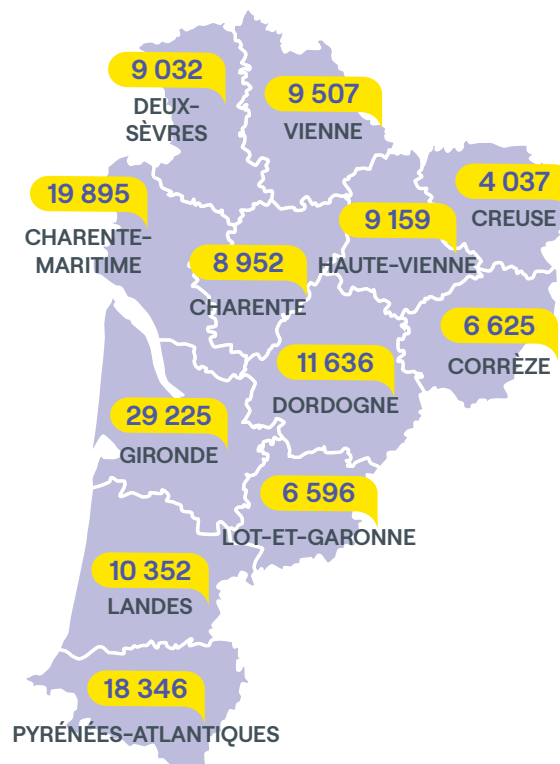 9 032
DEUX-
SÈVRES
9 507
VIENNE
4 037
CREUSE
19 895
CHARENTE-
MARITIME
9 159
HAUTE-VIENNE
8 952
CHARENTE
6 625
CORRÈZE
11 636
DORDOGNE
29 225
GIRONDE
6 596
LOT-ET-GARONNE
10 352
LANDES
18 346
PYRÉNÉES-ATLANTIQUES